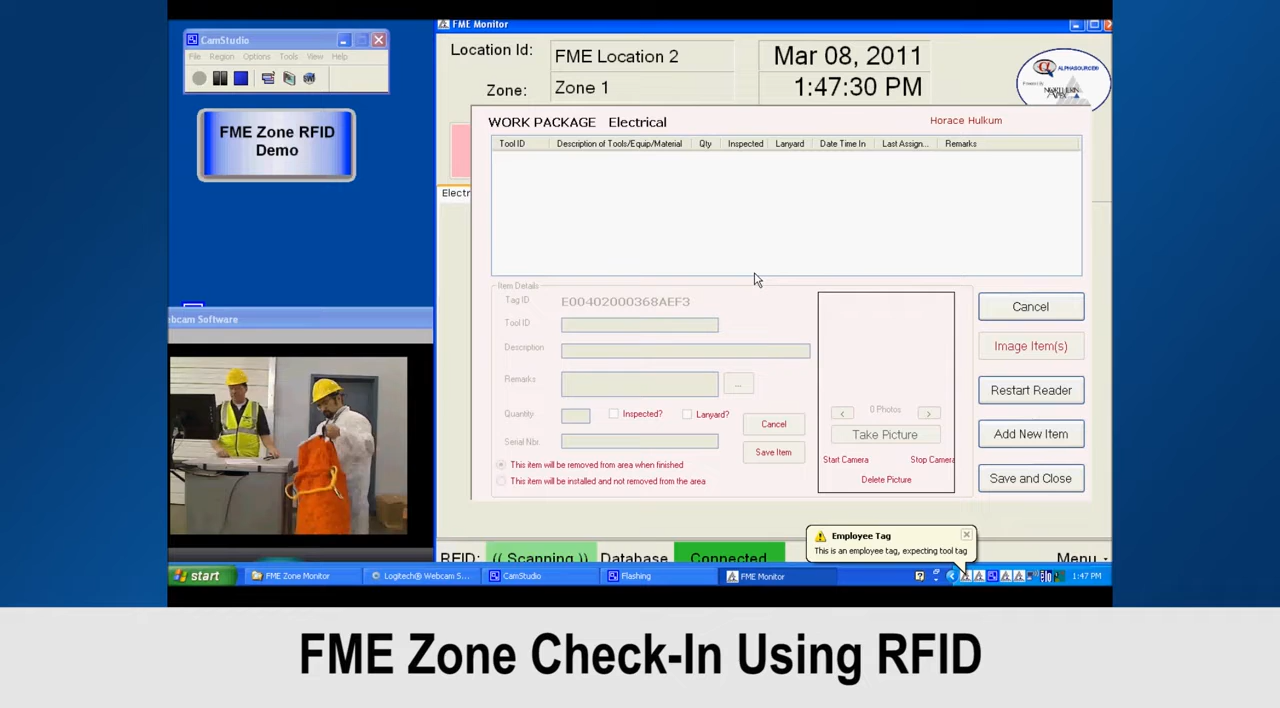 CamStudio
File Region Options Tools View Help
FME Zone RFID
Demo
FME Monitor
Location Id: FME Location 2
Mar 08, 2011
Zone: Zone 1
1:47:30 PM
ALPHASOURCE
NORTHERN
APEX
WORK PACKAGE Electrical
Horace Hulkum
Tool ID Description of Tools/Equip/Material Qty Inspected Lanyard Date Time In Last Assign... Remarks
Electr
Item Details
Tag ID E00402000368AEF3
Tool ID
Description
Remarks
...
Quantity
Inspected?
Lanyard?
Serial Nbr.
Cancel
Save Item
This item will be removed from area when finished
This item will be installed and not removed from the area
< 0 Photos >
Take Picture
Start Camera Stop Camera
Delete Picture
Cancel
Image Item(s)
Restart Reader
Add New Item
Save and Close
ebcam Software
Employee Tag
This is an employee tag, expecting tool tag
RFID: (( Scanning )) Database Connected Menu
start
FME Zone Monitor
Logitech® Webcam S...
CamStudio
Flashing
FME Monitor
1:47 PM
FME Zone Check-In Using RFID